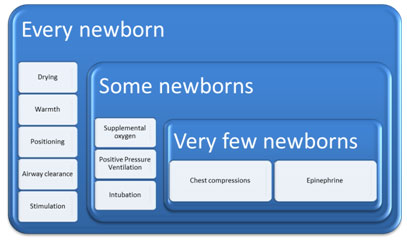 Every newborn
Drying
Warmth
Positioning
Airway clearance
Stimulation
Some newborns
Supplemental
oxygen
Positive Pressure
Ventilation
Intubation
Very few newborns
Chest compressions
Epinephrine